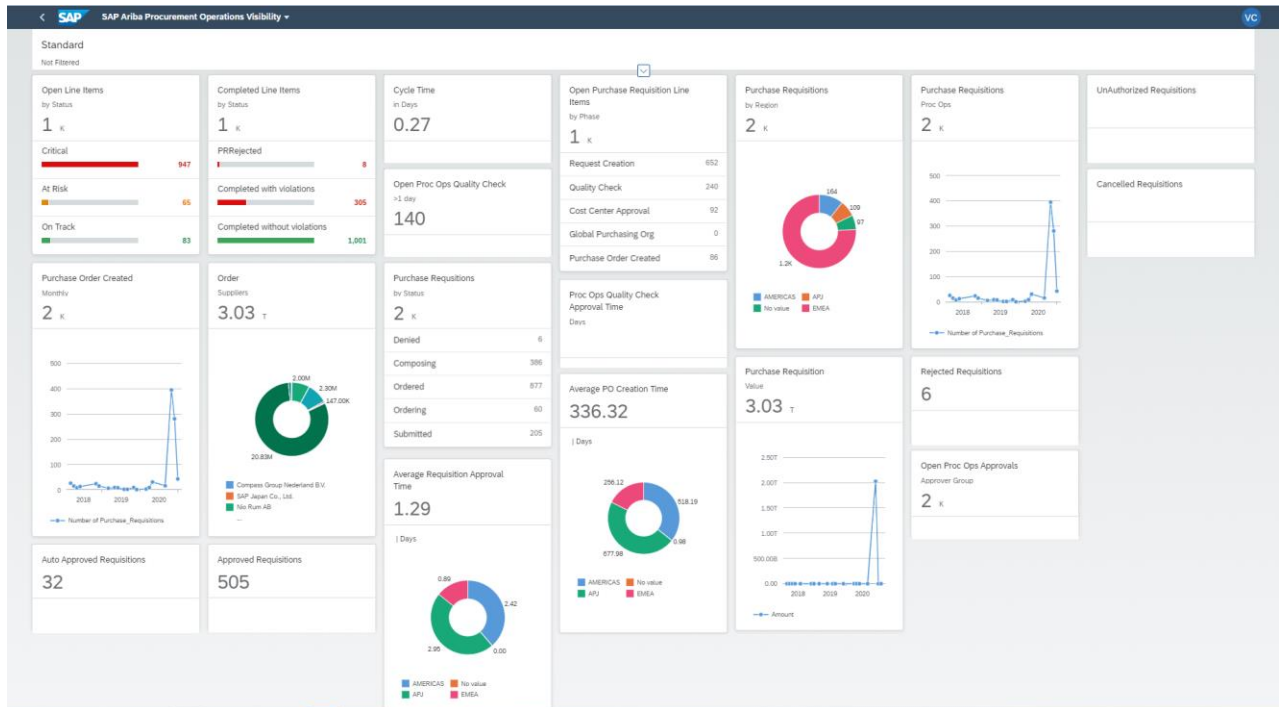 SAP
SAP Ariba Procurement Operations Visibility
VC
Standard
Not Filtered
Open Line Items
by Status
1 K
Critical
947
At Risk
65
On Track
83
Completed Line Items
by Status
1 K
PRRejected
8
Completed with violations
305
Completed without violations
1,001
Cycle Time
in Days
0.27
Open Proc Ops Quality Check
>1 day
140
Open Purchase Requisition Line
Items
by Phase
1 K
Request Creation 652
Quality Check 240
Cost Center Approval 92
Global Purchasing Org 0
Purchase Order Created 86
Purchase Requisitions
by Region
2 K
164
109
97
1.2K
AMERICAS APJ
No value EMEA
Purchase Requisitions
Proc Ops
2 K
500
400
300
200
100
0
2018 2019 2020
Number of Purchase_Requisitions
UnAuthorized Requisitions
Cancelled Requisitions
Purchase Order Created
Monthly
2 K
500
400
300
200
100
0
2018 2019 2020
Number of Purchase_Requisitions
Order
Suppliers
3.03 T
2.00M
2.30M
147.00K
20.83M
Compass Group Nederland B.V.
SAP Japan Co., Ltd.
Nio Rum AB
...
Purchase Requsitions
by Status
2 K
Denied 6
Composing 386
Ordered 877
Ordering 60
Submitted 205
Proc Ops Quality Check
Approval Time
Days
Average PO Creation Time
336.32
| Days
256.12
518.19
0.98
677.98
AMERICAS No value
APJ EMEA
Purchase Requisition
Value
3.03 T
2.50T
2.00T
1.50T
1.00T
500.00B
0.00
2018 2019 2020
Amount
Rejected Requisitions
6
Open Proc Ops Approvals
Approver Group
2 K
Average Requisition Approval
Time
1.29
| Days
0.89
2.42
2.95
0.00
AMERICAS No value
APJ EMEA
Auto Approved Requisitions
32
Approved Requisitions
505